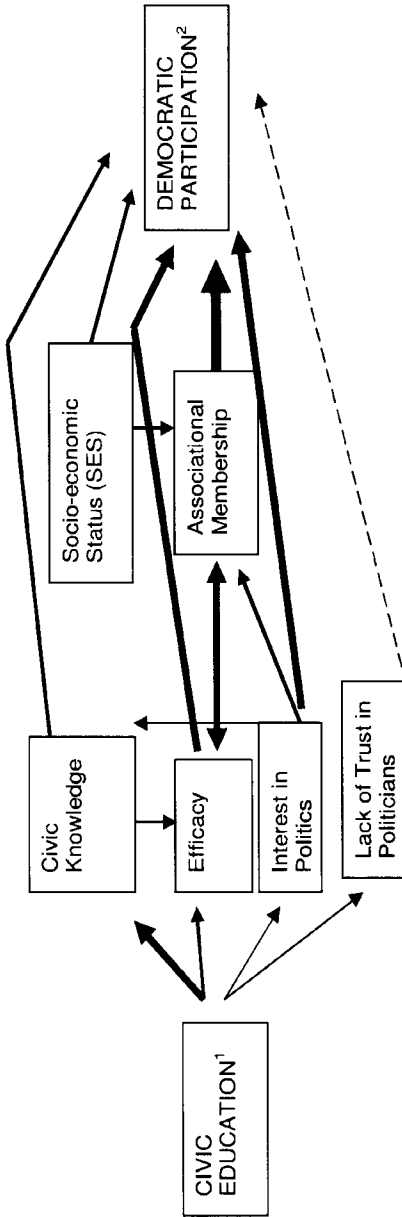 CIVIC
EDUCATION¹
Civic
Knowledge
Efficacy
Interest in
Politics
Lack of Trust in
Politicians
Socio-economic
Status (SES)
Associational
Membership
DEMOCRATIC
PARTICIPATION²